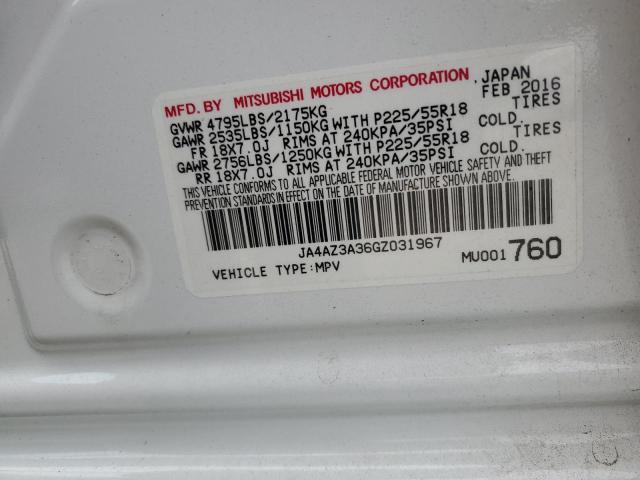 MFD.BY MITSUBISHI MOTORS CORPORATION, JAPAN
GVWR 4795LBS/2175KG FEB 2016
GAWR 2535LBS/1150KG WITH P225/55R18 TIRES
FR 18X7.0J RIMS AT 240KPA/35PSI COLD.
GAWR 2756LBS/1250KG WITH P225/55R18 TIRES
RR 18X7.0J RIMS AT 240KPA/35PSI COLD.
THIS VEHICLE CONFORMS TO ALL APPLICABLE FEDERAL MOTOR VEHICLE SAFETY AND THEFT
PREVENTION STANDARDS IN EFFECT ON THE DATE OF MANUFACTURE SHOWN ABOVE.
JA4AZ3A36GZ031967
VEHICLE TYPE:MPV MU001760